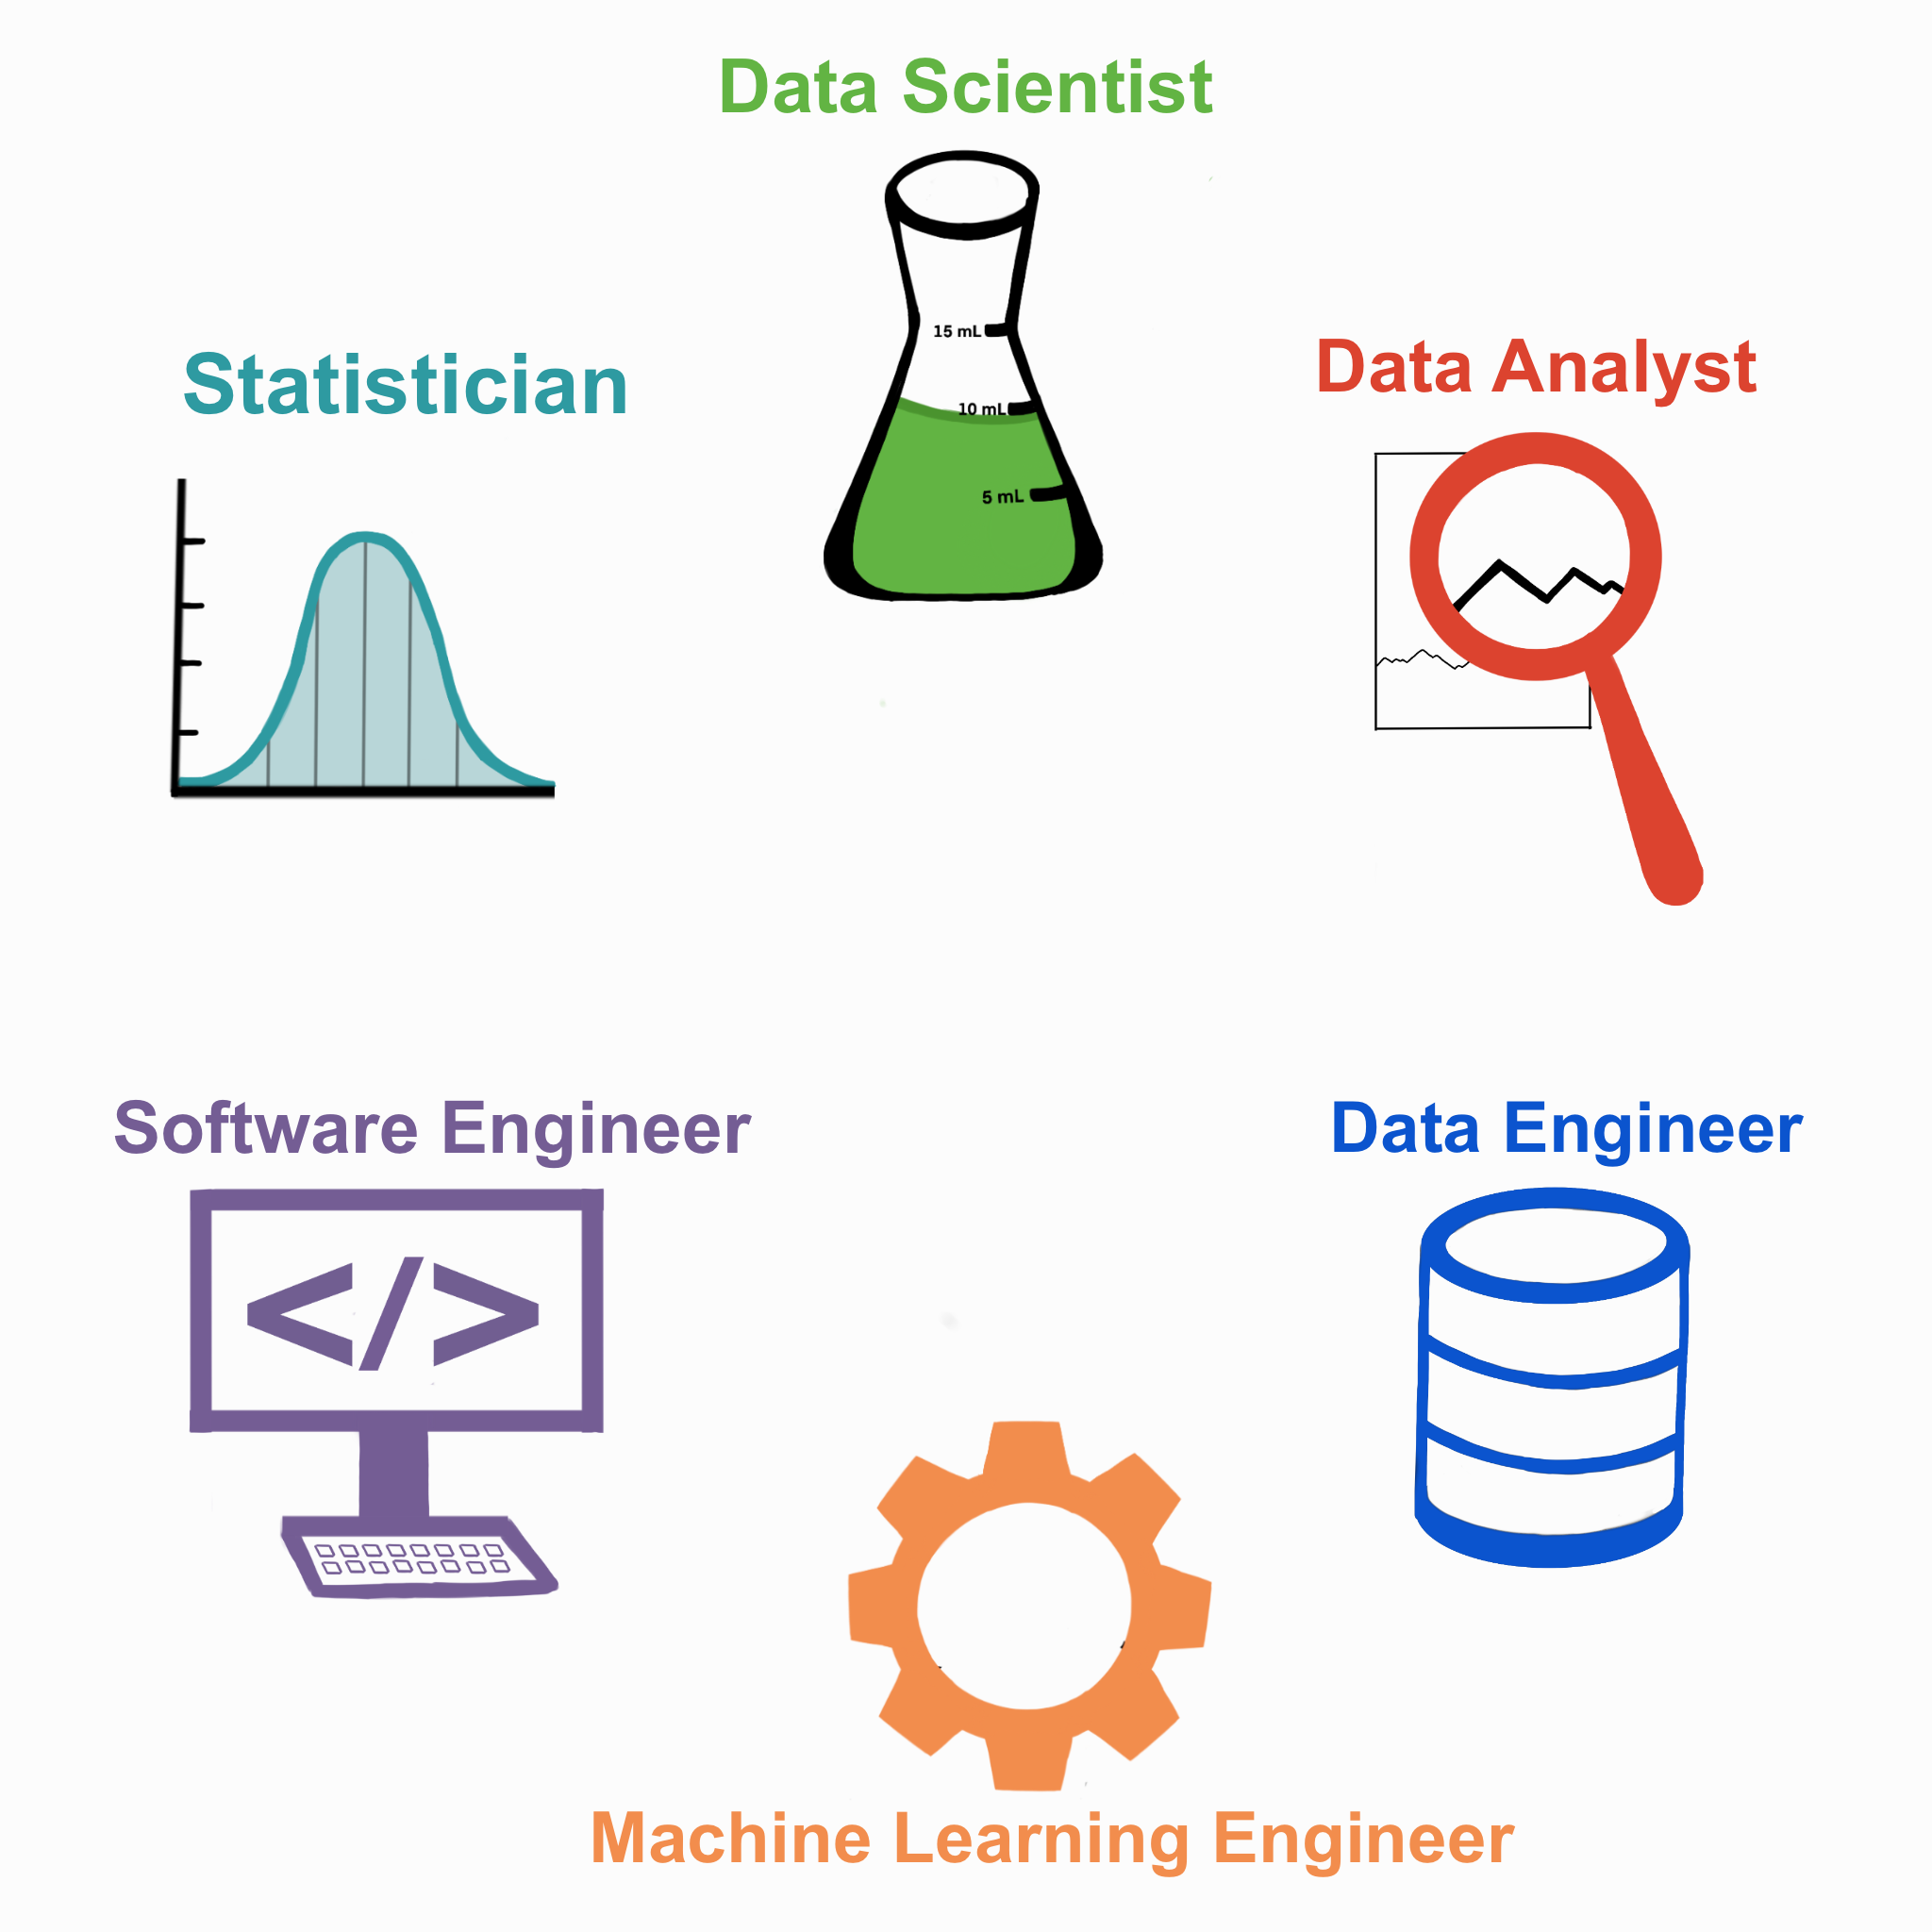 Data Scientist
15 mL
10 mL
5 mL
Statistician
Data Analyst
Software Engineer
</>
Data Engineer
Machine Learning Engineer